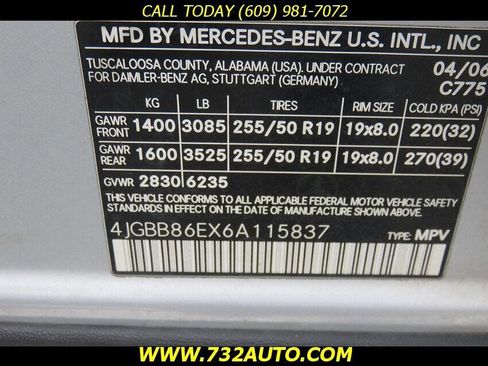 CALL TODAY (609) 981-7072
MFD BY MERCEDES-BENZ U.S. INTL., INC
TUSCALOOSA COUNTY, ALABAMA (USA). UNDER CONTRACT 04/06
FOR DAIMLER-BENZ AG, STUTTGART (GERMANY) C775
KG LB TIRES RIM SIZE COLD KPA (PSI)
GAWR FRONT 1400 3085 255/50 R19 19x8.0 220(32)
GAWR REAR 1600 3525 255/50 R19 19x8.0 270(39)
GVWR 2830 6235
THIS VEHICLE CONFORMS TO ALL APPLICABLE FEDERAL MOTOR VEHICLE SAFETY
BUMPER, AND THEFT PREVENTION STANDARDS IN EFFECT ON THE DATE OF
MANUFACTURE SHOWN ABOVE.
4JGBB86EX6A115837 TYPE: MPV
WWW.732AUTO.COM